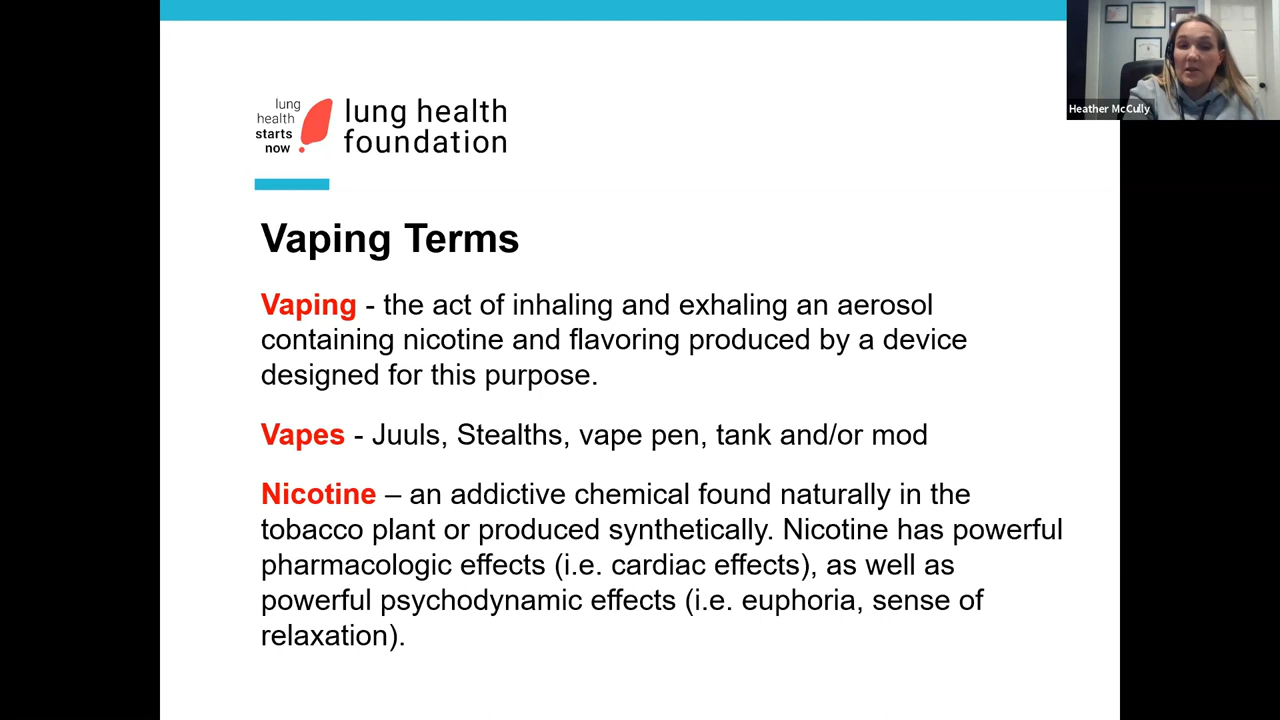 lung
health
starts
now
lung health
foundation
Heather McCully
Vaping Terms
Vaping - the act of inhaling and exhaling an aerosol
containing nicotine and flavoring produced by a device
designed for this purpose.
Vapes - Juuls, Stealths, vape pen, tank and/or mod
Nicotine – an addictive chemical found naturally in the
tobacco plant or produced synthetically. Nicotine has powerful
pharmacologic effects (i.e. cardiac effects), as well as
powerful psychodynamic effects (i.e. euphoria, sense of
relaxation).